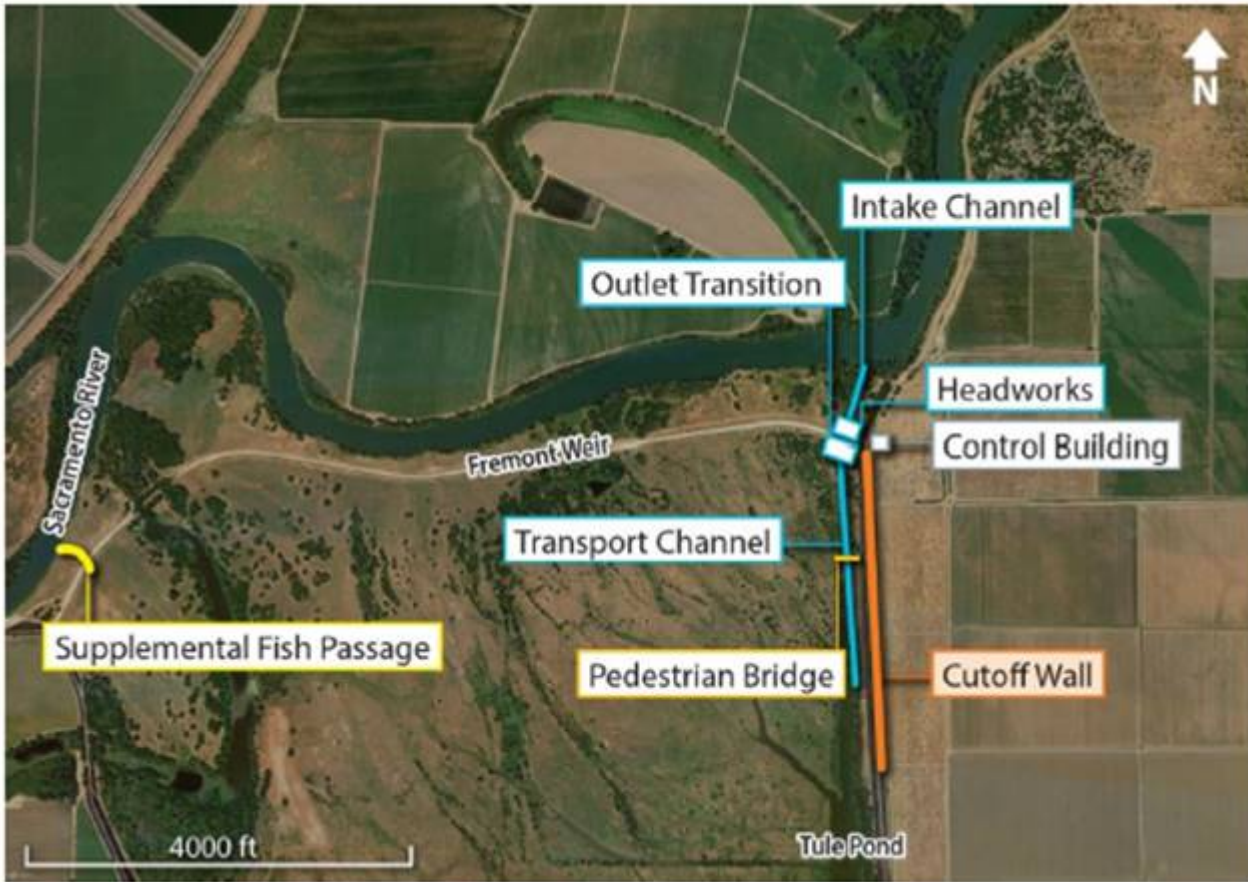 N
Intake Channel
Outlet Transition
Headworks
Sacramento River
Control Building
Fremont Weir
Transport Channel
Supplemental Fish Passage
Pedestrian Bridge
Cutoff Wall
4000 ft
Tule Pond